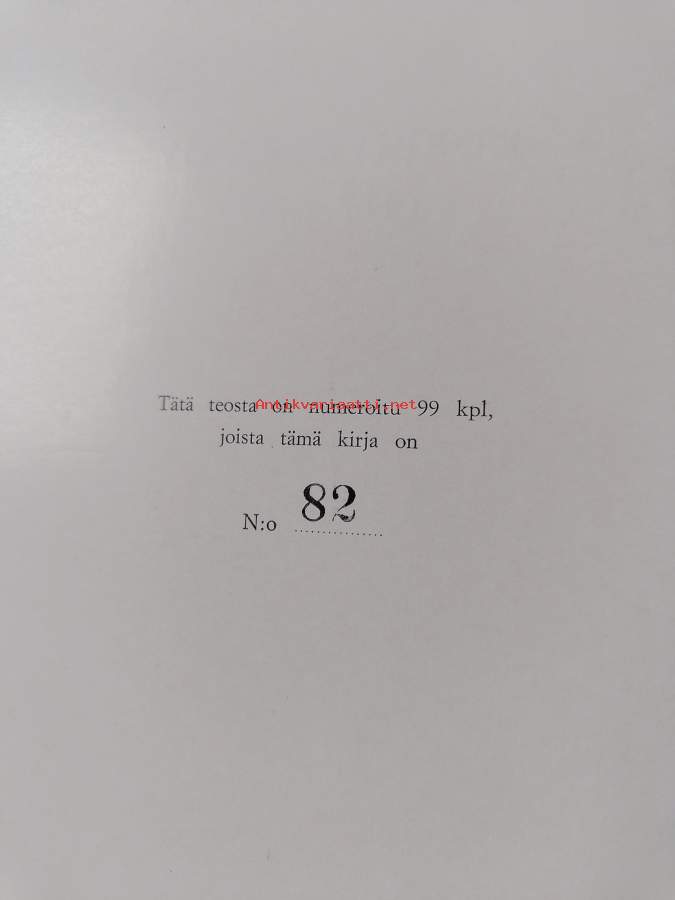 Tätä teosta on numeroitu 99 kpl,
Antikvariaatti.net
joista tämä kirja on
N:o 82